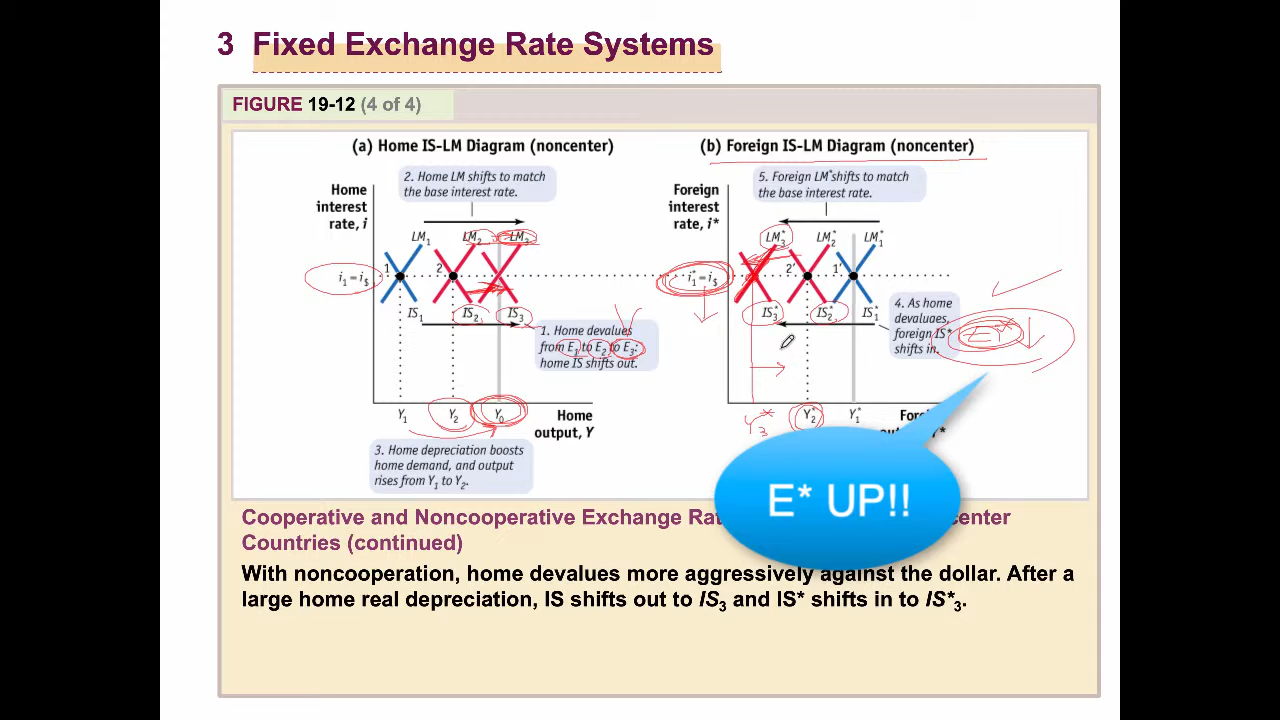 3 Fixed Exchange Rate Systems
FIGURE 19-12 (4 of 4)
(a) Home IS-LM Diagram (noncenter)
Home
interest
rate, i
2. Home LM shifts to match
the base interest rate.
LM1
LM2
LM3
1
2
i1 = i$
IS1
IS2
IS3
1. Home devalues
from E1 to E2 to E3:
home IS shifts out.
Y1
Y2
Y0
Home
output, Y
3. Home depreciation boosts
home demand, and output
rises from Y1 to Y2.
(b) Foreign IS-LM Diagram (noncenter)
Foreign
interest
rate, i*
5. Foreign LM* shifts to match
the base interest rate.
LM*3
LM*2
LM*1
2′
1′
i*1 = i$
IS*3
IS*2
IS*1
4. As home
devalues,
foreign IS*
shifts in.
E*↓
Y3*
Y*2
Y*1
E* UP!!
Cooperative and Noncooperative Exchange
Countries (continued)
With noncooperation, home devalues more aggressively against the dollar. After a
large home real depreciation, IS shifts out to IS3 and IS* shifts in to IS*3.